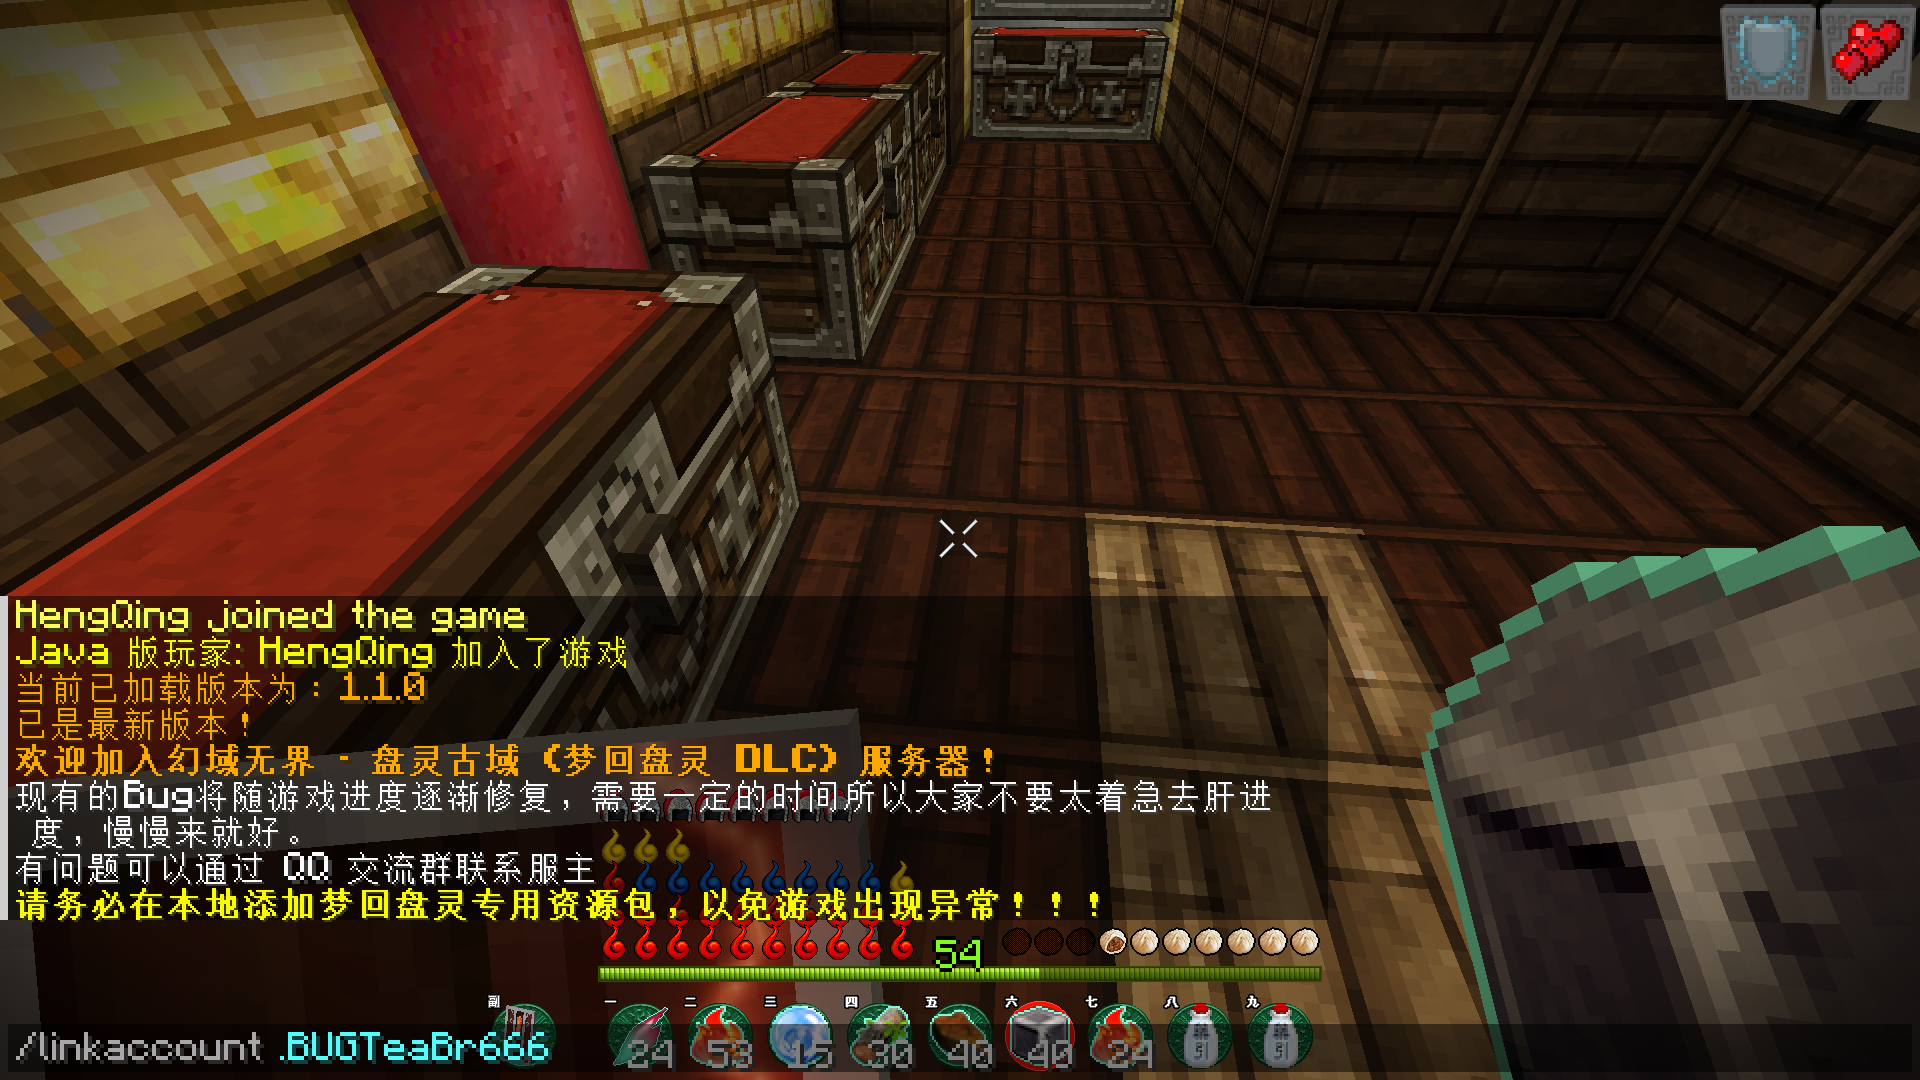 HengQing joined the game
Java 版玩家: HengQing 加入了游戏
当前已加载版本为：1.1.0
已是最新版本！
欢迎加入幻域无界 - 盘灵古域（梦回盘灵 DLC）服务器！
现有的Bug将随游戏进度逐渐修复，需要一定的时间所以大家不要太着急去肝进
度，慢慢来就好。
有问题可以通过 QQ 交流群联系服主
请务必在本地添加梦回盘灵专用资源包，以免游戏出现异常！！！
54
副 一 二 三 四 五 六 七 八 九
24 53 15 30 40 40 24
/linkaccount .BUGTeaBr666